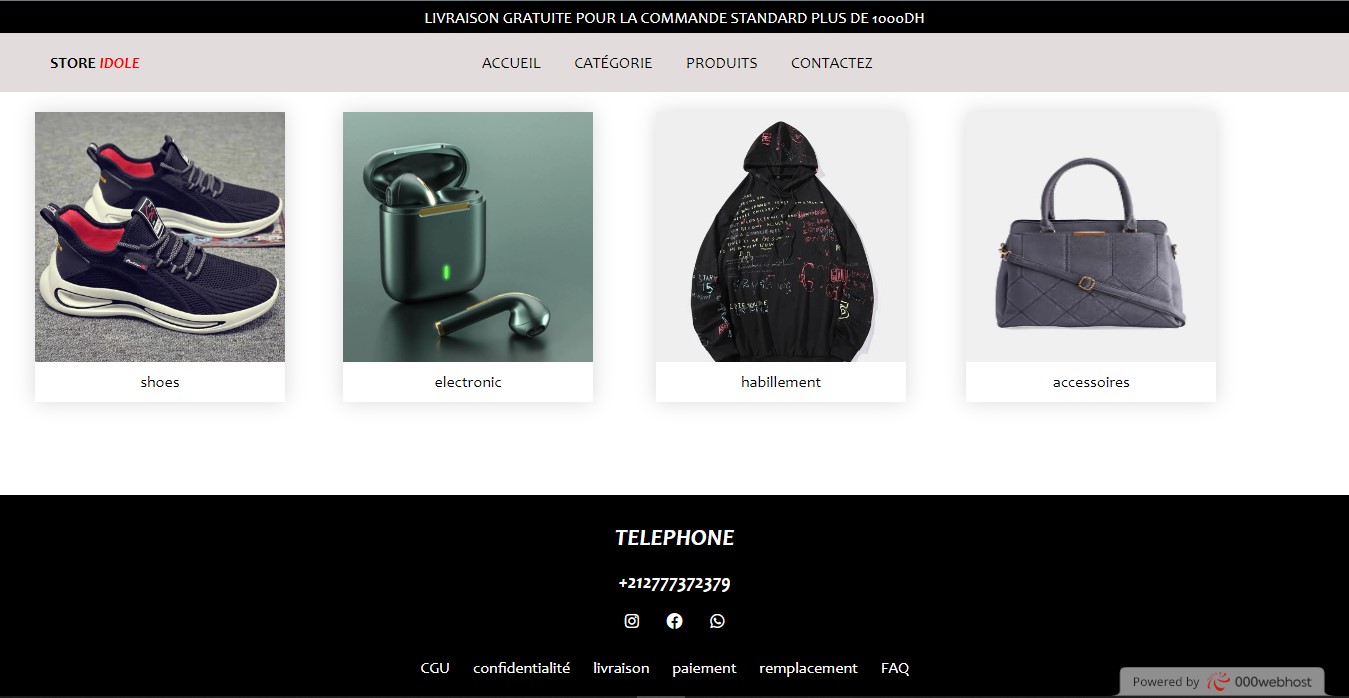 LIVRAISON GRATUITE POUR LA COMMANDE STANDARD PLUS DE 1000DH
STORE IDOLE
ACCUEIL CATÉGORIE PRODUITS CONTACTEZ
shoes electronic habillement accessoires
TELEPHONE
+212777372379
CGU confidentialité livraison paiement remplacement FAQ
Powered by 000webhost